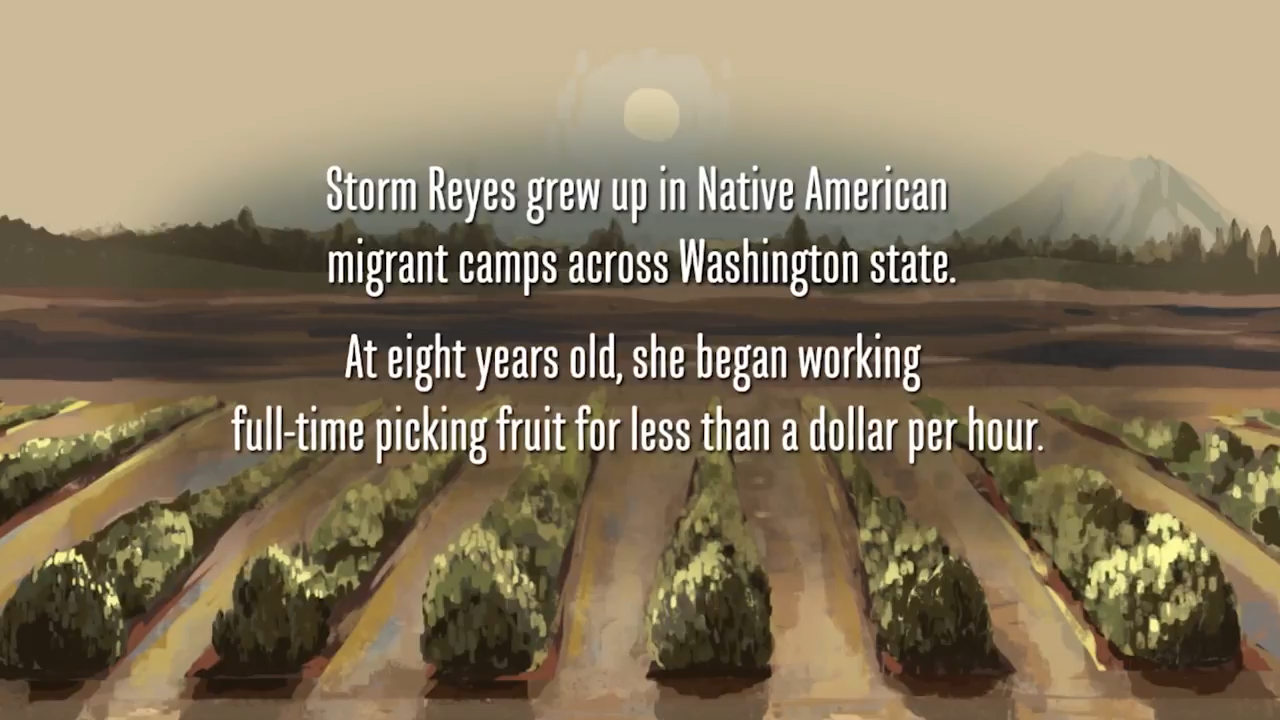 Storm Reyes grew up in Native American
migrant camps across Washington state.
At eight years old, she began working
full-time picking fruit for less than a dollar per hour.